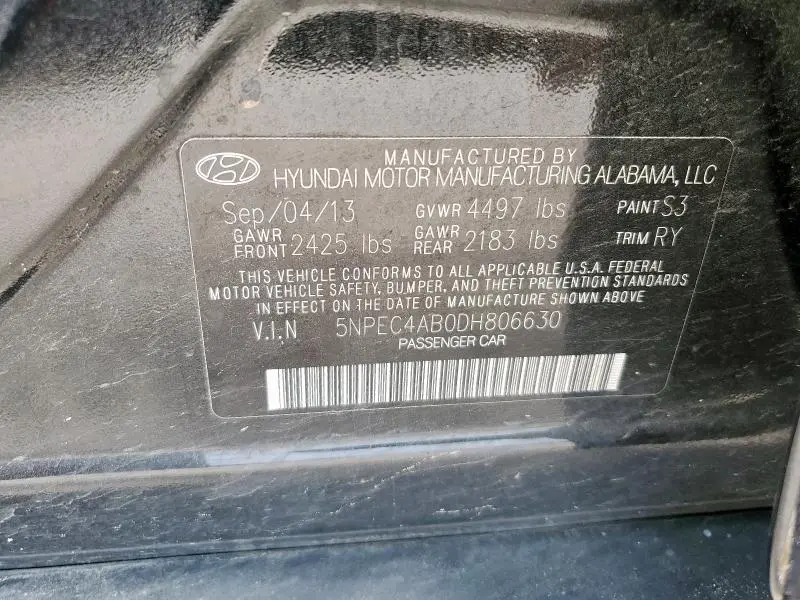 MANUFACTURED BY
HYUNDAI MOTOR MANUFACTURING ALABAMA, LLC
Sep/04/13 GVWR 4497 lbs PAINT S3
GAWR FRONT 2425 lbs GAWR REAR 2183 lbs TRIM RY
THIS VEHICLE CONFORMS TO ALL APPLICABLE U.S.A. FEDERAL
MOTOR VEHICLE SAFETY, BUMPER, AND THEFT PREVENTION STANDARDS
IN EFFECT ON THE DATE OF MANUFACTURE SHOWN ABOVE
V.I.N 5NPEC4AB0DH806630
PASSENGER CAR